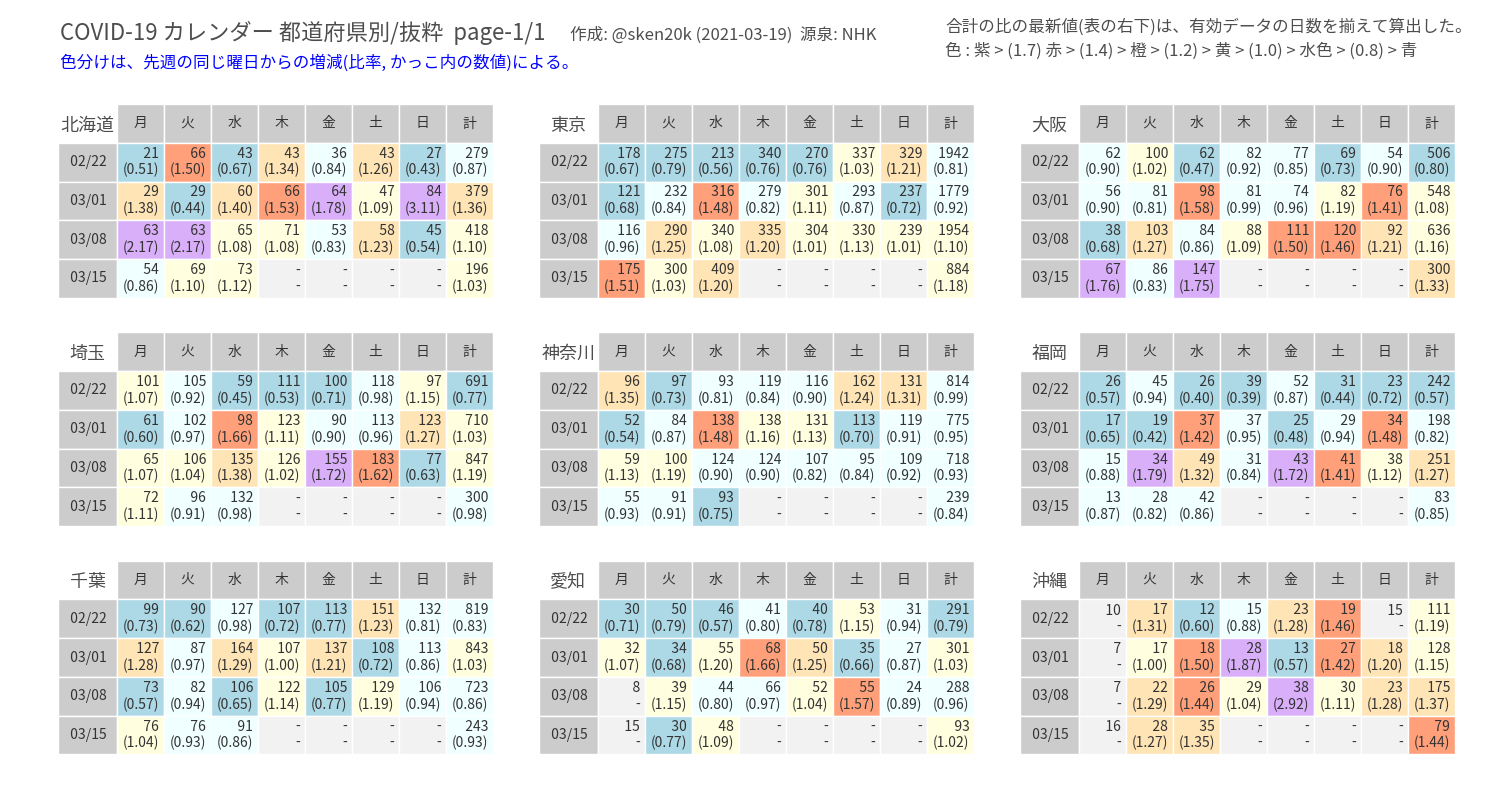 COVID-19 カレンダー 都道府県別/抜粋 page-1/1 作成: @sken20k (2021-03-19) 源泉: NHK
合計の比の最新値(表の右下)は、有効データの日数を揃えて算出した。
色分けは、先週の同じ曜日からの増減(比率, かっこ内の数値)による。
色 : 紫 > (1.7) 赤 > (1.4) > 橙 > (1.2) > 黄 > (1.0) > 水色 > (0.8) > 青
北海道 月 火 水 木 金 土 日 計
02/22 21 66 43 43 36 43 27 279
(0.51) (1.50) (0.67) (1.34) (0.84) (1.26) (0.43) (0.87)
03/01 29 29 60 66 64 47 84 379
(1.38) (0.44) (1.40) (1.53) (1.78) (1.09) (3.11) (1.36)
03/08 63 63 65 71 53 58 45 418
(2.17) (2.17) (1.08) (1.08) (0.83) (1.23) (0.54) (1.10)
03/15 54 69 73 - - - - 196
(0.86) (1.10) (1.12) - - - - (1.03)
東京 月 火 水 木 金 土 日 計
02/22 178 275 213 340 270 337 329 1942
(0.67) (0.79) (0.56) (0.76) (0.76) (1.03) (1.21) (0.81)
03/01 121 232 316 279 301 293 237 1779
(0.68) (0.84) (1.48) (0.82) (1.11) (0.87) (0.72) (0.92)
03/08 116 290 340 335 304 330 239 1954
(0.96) (1.25) (1.08) (1.20) (1.01) (1.13) (1.01) (1.10)
03/15 175 300 409 - - - - 884
(1.51) (1.03) (1.20) - - - - (1.18)
大阪 月 火 水 木 金 土 日 計
02/22 62 100 62 82 77 69 54 506
(0.90) (1.02) (0.47) (0.92) (0.85) (0.73) (0.90) (0.80)
03/01 56 81 98 81 74 82 76 548
(0.90) (0.81) (1.58) (0.99) (0.96) (1.19) (1.41) (1.08)
03/08 38 103 84 88 111 120 92 636
(0.68) (1.27) (0.86) (1.09) (1.50) (1.46) (1.21) (1.16)
03/15 67 86 147 - - - - 300
(1.76) (0.83) (1.75) - - - - (1.33)
埼玉 月 火 水 木 金 土 日 計
02/22 101 105 59 111 100 118 97 691
(1.07) (0.92) (0.45) (0.53) (0.71) (0.98) (1.15) (0.77)
03/01 61 102 98 123 90 113 123 710
(0.60) (0.97) (1.66) (1.11) (0.90) (0.96) (1.27) (1.03)
03/08 65 106 135 126 155 183 77 847
(1.07) (1.04) (1.38) (1.02) (1.72) (1.62) (0.63) (1.19)
03/15 72 96 132 - - - - 300
(1.11) (0.91) (0.98) - - - - (0.98)
神奈川 月 火 水 木 金 土 日 計
02/22 96 97 93 119 116 162 131 814
(1.35) (0.73) (0.81) (0.84) (0.90) (1.24) (1.31) (0.99)
03/01 52 84 138 138 131 113 119 775
(0.54) (0.87) (1.48) (1.16) (1.13) (0.70) (0.91) (0.95)
03/08 59 100 124 124 107 95 109 718
(1.13) (1.19) (0.90) (0.90) (0.82) (0.84) (0.92) (0.93)
03/15 55 91 93 - - - - 239
(0.93) (0.91) (0.75) - - - - (0.84)
福岡 月 火 水 木 金 土 日 計
02/22 26 45 26 39 52 31 23 242
(0.57) (0.94) (0.40) (0.39) (0.87) (0.44) (0.72) (0.57)
03/01 17 19 37 37 25 29 34 198
(0.65) (0.42) (1.42) (0.95) (0.48) (0.94) (1.48) (0.82)
03/08 15 34 49 31 43 41 38 251
(0.88) (1.79) (1.32) (0.84) (1.72) (1.41) (1.12) (1.27)
03/15 13 28 42 - - - - 83
(0.87) (0.82) (0.86) - - - - (0.85)
千葉 月 火 水 木 金 土 日 計
02/22 99 90 127 107 113 151 132 819
(0.73) (0.62) (0.98) (0.72) (0.77) (1.23) (0.81) (0.83)
03/01 127 87 164 107 137 108 113 843
(1.28) (0.97) (1.29) (1.00) (1.21) (0.72) (0.86) (1.03)
03/08 73 82 106 122 105 129 106 723
(0.57) (0.94) (0.65) (1.14) (0.77) (1.19) (0.94) (0.86)
03/15 76 76 91 - - - - 243
(1.04) (0.93) (0.86) - - - - (0.93)
愛知 月 火 水 木 金 土 日 計
02/22 30 50 46 41 40 53 31 291
(0.71) (0.79) (0.57) (0.80) (0.78) (1.15) (0.94) (0.79)
03/01 32 34 55 68 50 35 27 301
(1.07) (0.68) (1.20) (1.66) (1.25) (0.66) (0.87) (1.03)
03/08 8 39 44 66 52 55 24 288
- (1.15) (0.80) (0.97) (1.04) (1.57) (0.89) (0.96)
03/15 15 30 48 - - - - 93
- (0.77) (1.09) - - - - (1.02)
沖縄 月 火 水 木 金 土 日 計
02/22 10 17 12 15 23 19 15 111
- (1.31) (0.60) (0.88) (1.28) (1.46) - (1.19)
03/01 7 17 18 28 13 27 18 128
- (1.00) (1.50) (1.87) (0.57) (1.42) (1.20) (1.15)
03/08 7 22 26 29 38 30 23 175
- (1.29) (1.44) (1.04) (2.92) (1.11) (1.28) (1.37)
03/15 16 28 35 - - - - 79
- (1.27) (1.35) - - - - (1.44)